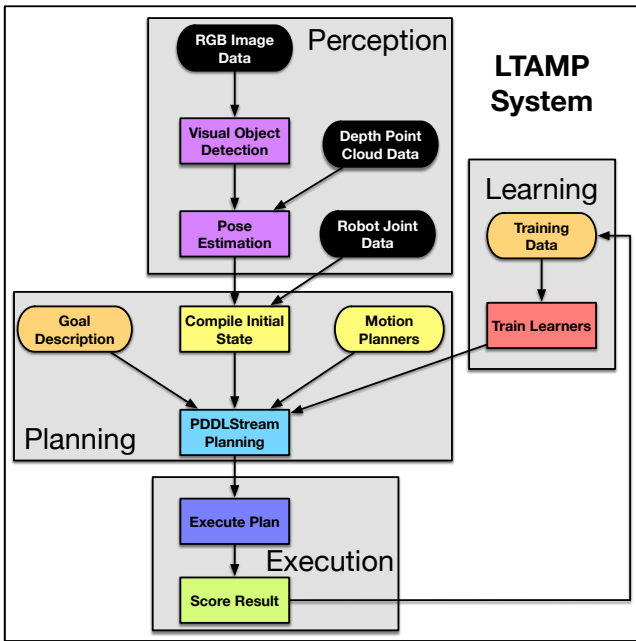 RGB Image
Data
Perception
LTAMP
System
Visual Object
Detection
Depth Point
Cloud Data
Pose
Estimation
Robot Joint
Data
Learning
Training
Data
Train Learners
Goal
Description
Compile Initial
State
Motion
Planners
PDDLStream
Planning
Planning
Execute Plan
Execution
Score Result